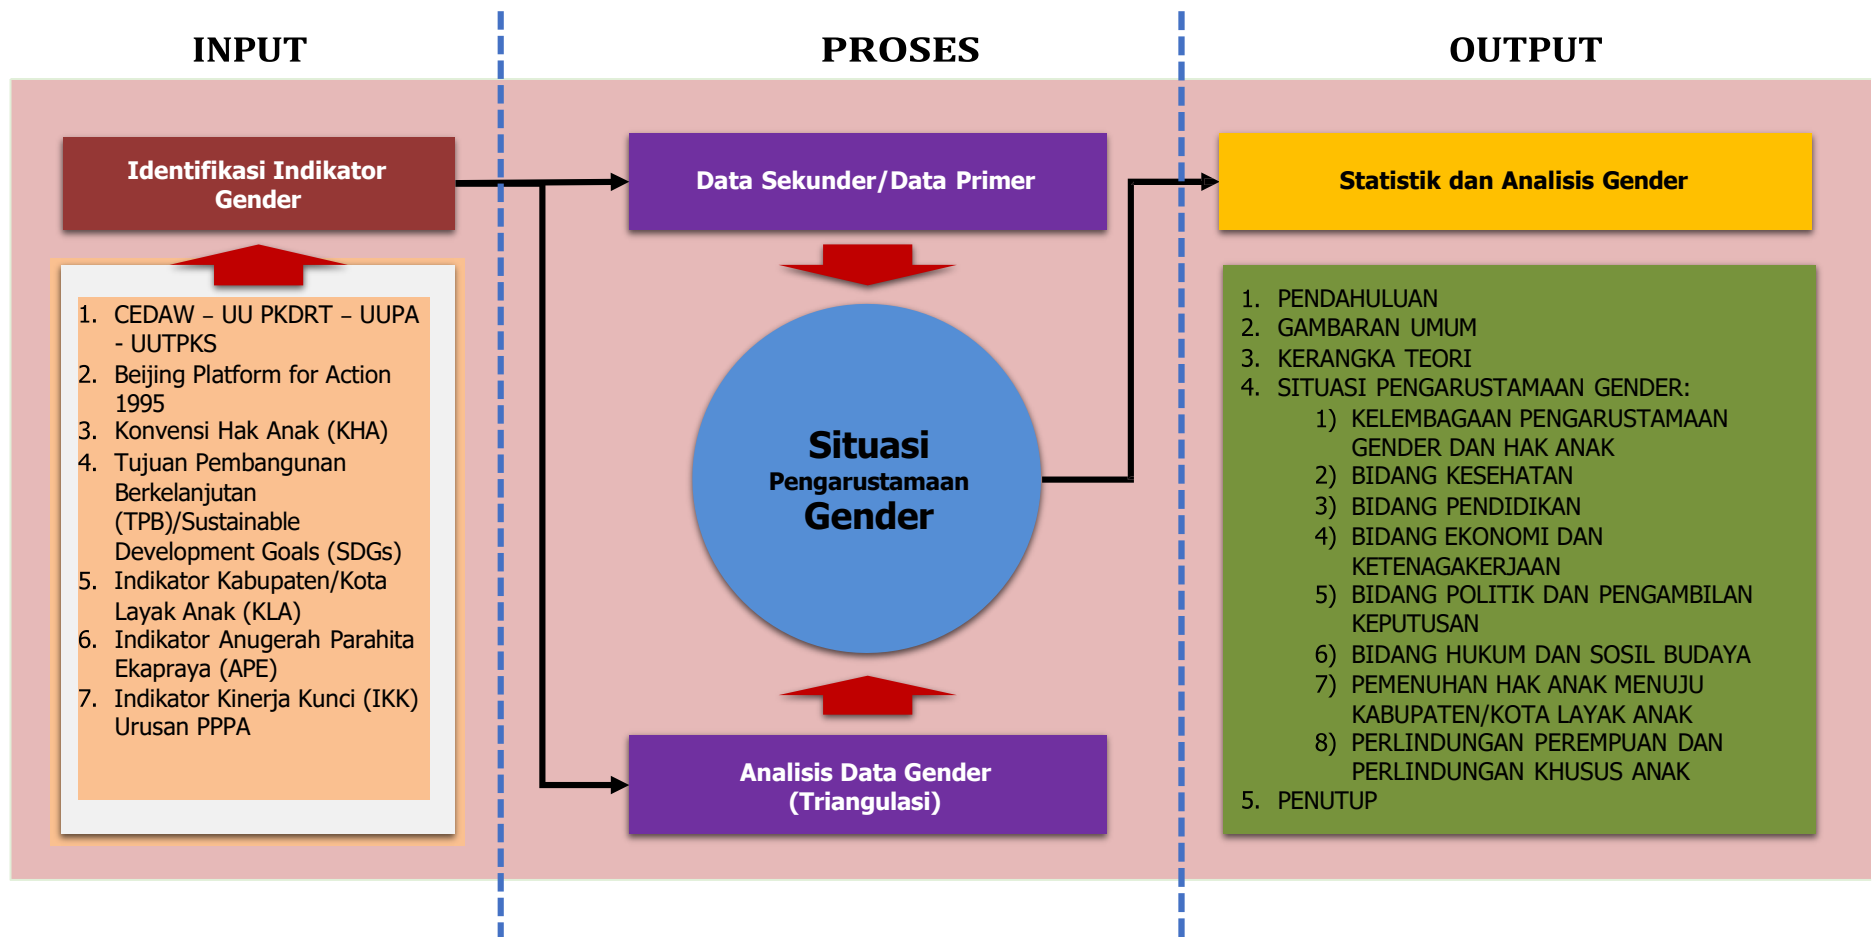 INPUT
PROSES
OUTPUT
Identifikasi Indikator
Gender
1. CEDAW – UU PKDRT – UUPA
- UUTPKS
2. Beijing Platform for Action
1995
3. Konvensi Hak Anak (KHA)
4. Tujuan Pembangunan
Berkelanjutan
(TPB)/Sustainable
Development Goals (SDGs)
5. Indikator Kabupaten/Kota
Layak Anak (KLA)
6. Indikator Anugerah Parahita
Ekapraya (APE)
7. Indikator Kinerja Kunci (IKK)
Urusan PPPA
Data Sekunder/Data Primer
Situasi
Pengarustamaan
Gender
Analisis Data Gender
(Triangulasi)
Statistik dan Analisis Gender
1. PENDAHULUAN
2. GAMBARAN UMUM
3. KERANGKA TEORI
4. SITUASI PENGARUSTAMAAN GENDER:
1) KELEMBAGAAN PENGARUSTAMAAN
GENDER DAN HAK ANAK
2) BIDANG KESEHATAN
3) BIDANG PENDIDIKAN
4) BIDANG EKONOMI DAN
KETENAGAKERJAAN
5) BIDANG POLITIK DAN PENGAMBILAN
KEPUTUSAN
6) BIDANG HUKUM DAN SOSIL BUDAYA
7) PEMENUHAN HAK ANAK MENUJU
KABUPATEN/KOTA LAYAK ANAK
8) PERLINDUNGAN PEREMPUAN DAN
PERLINDUNGAN KHUSUS ANAK
5. PENUTUP